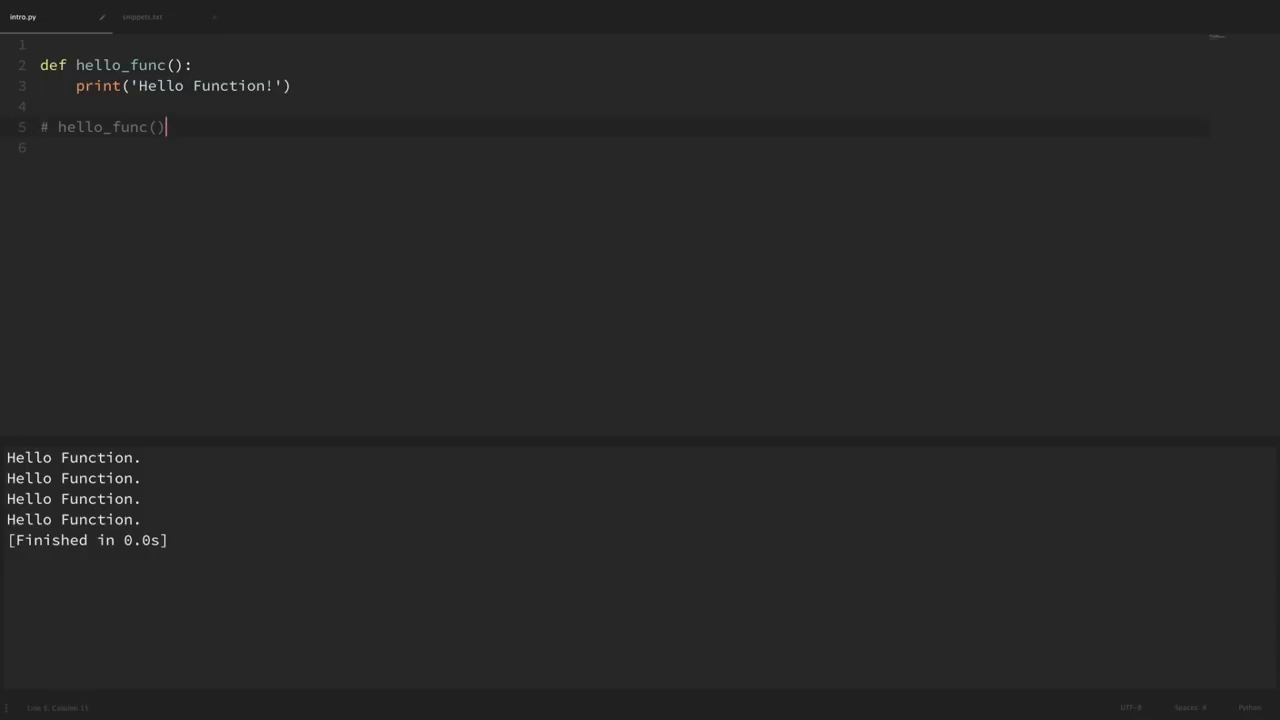 intro.py
snippets.txt
1
2 def hello_func():
3     print('Hello Function!')
4
5 # hello_func()
6
Hello Function.
Hello Function.
Hello Function.
Hello Function.
[Finished in 0.0s]
Line 5, Column 15
UTF-8
Spaces: 4
Python